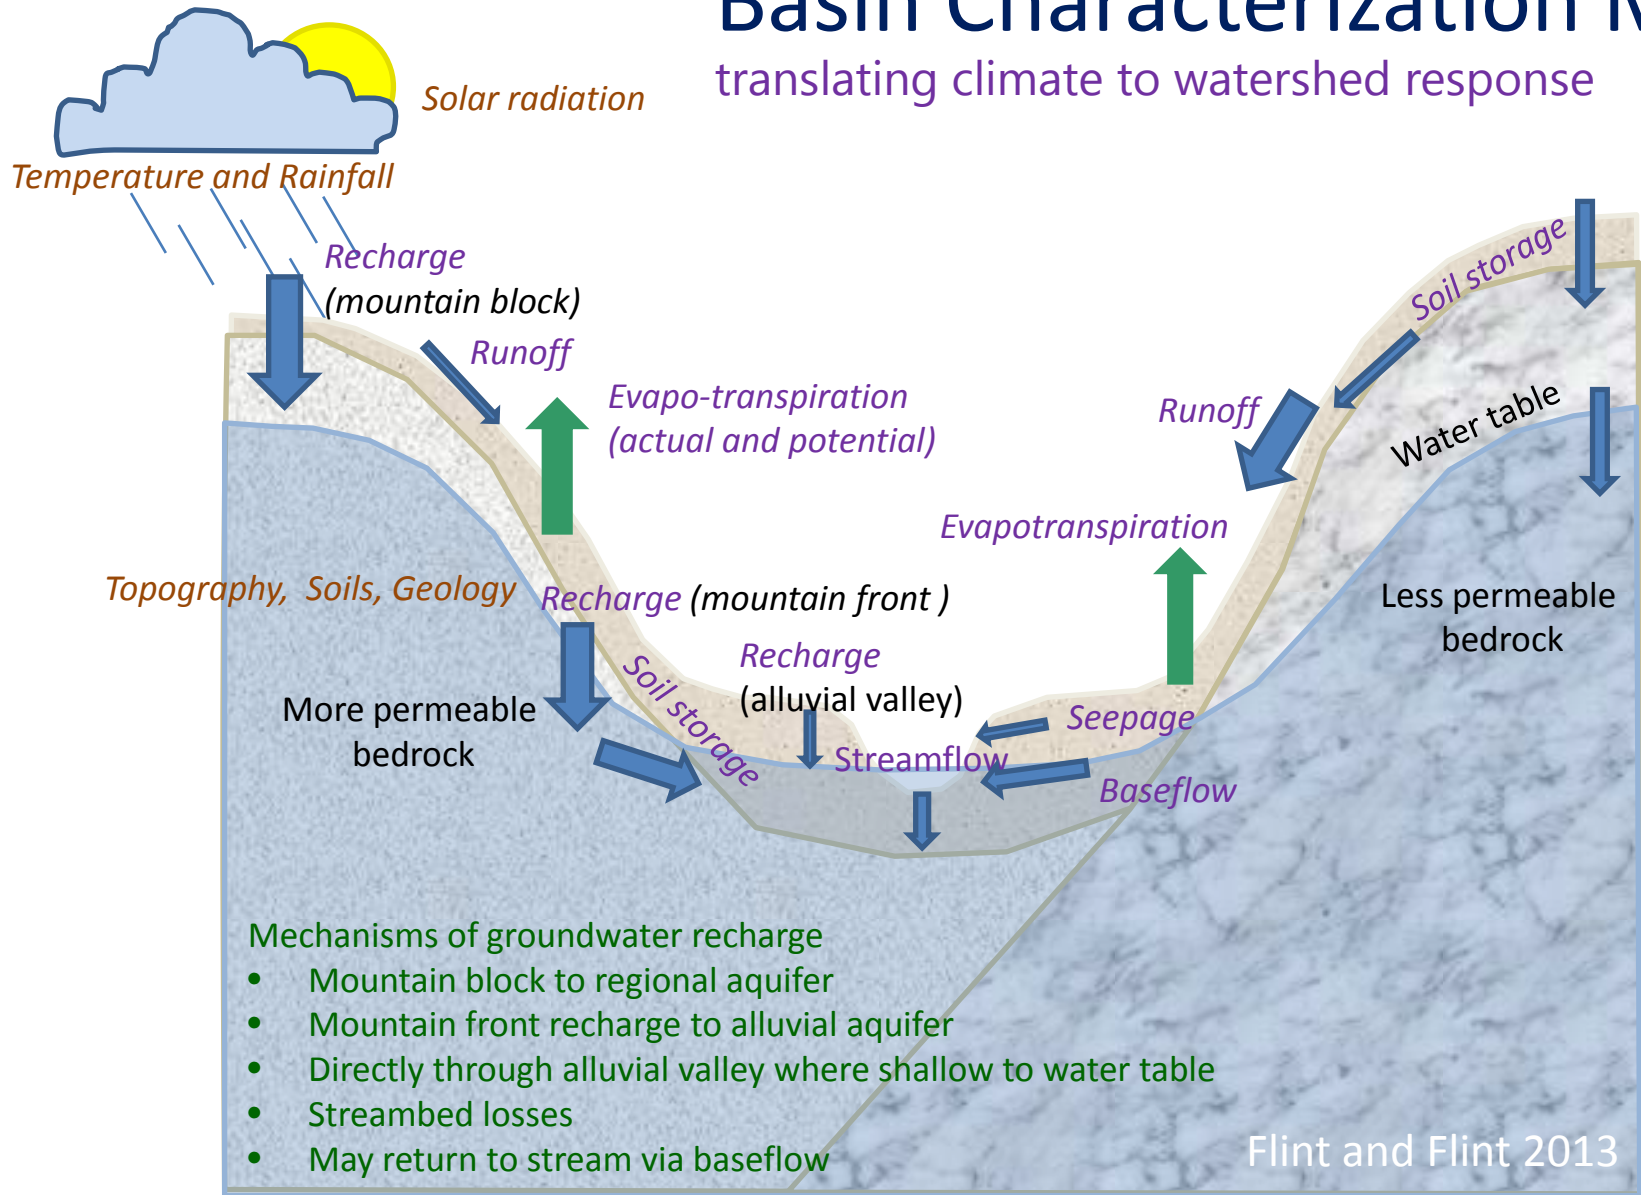 Basin Characterization M
translating climate to watershed response
Solar radiation
Temperature and Rainfall
Recharge
(mountain block)
Runoff
Evapo-transpiration
(actual and potential)
Soil storage
Runoff
Water table
Evapotranspiration
Topography, Soils, Geology
Recharge (mountain front )
Less permeable
bedrock
Recharge
(alluvial valley)
Soil storage
More permeable
bedrock
Seepage
Streamflow
Baseflow
Mechanisms of groundwater recharge
• Mountain block to regional aquifer
• Mountain front recharge to alluvial aquifer
• Directly through alluvial valley where shallow to water table
• Streambed losses
• May return to stream via baseflow
Flint and Flint 2013